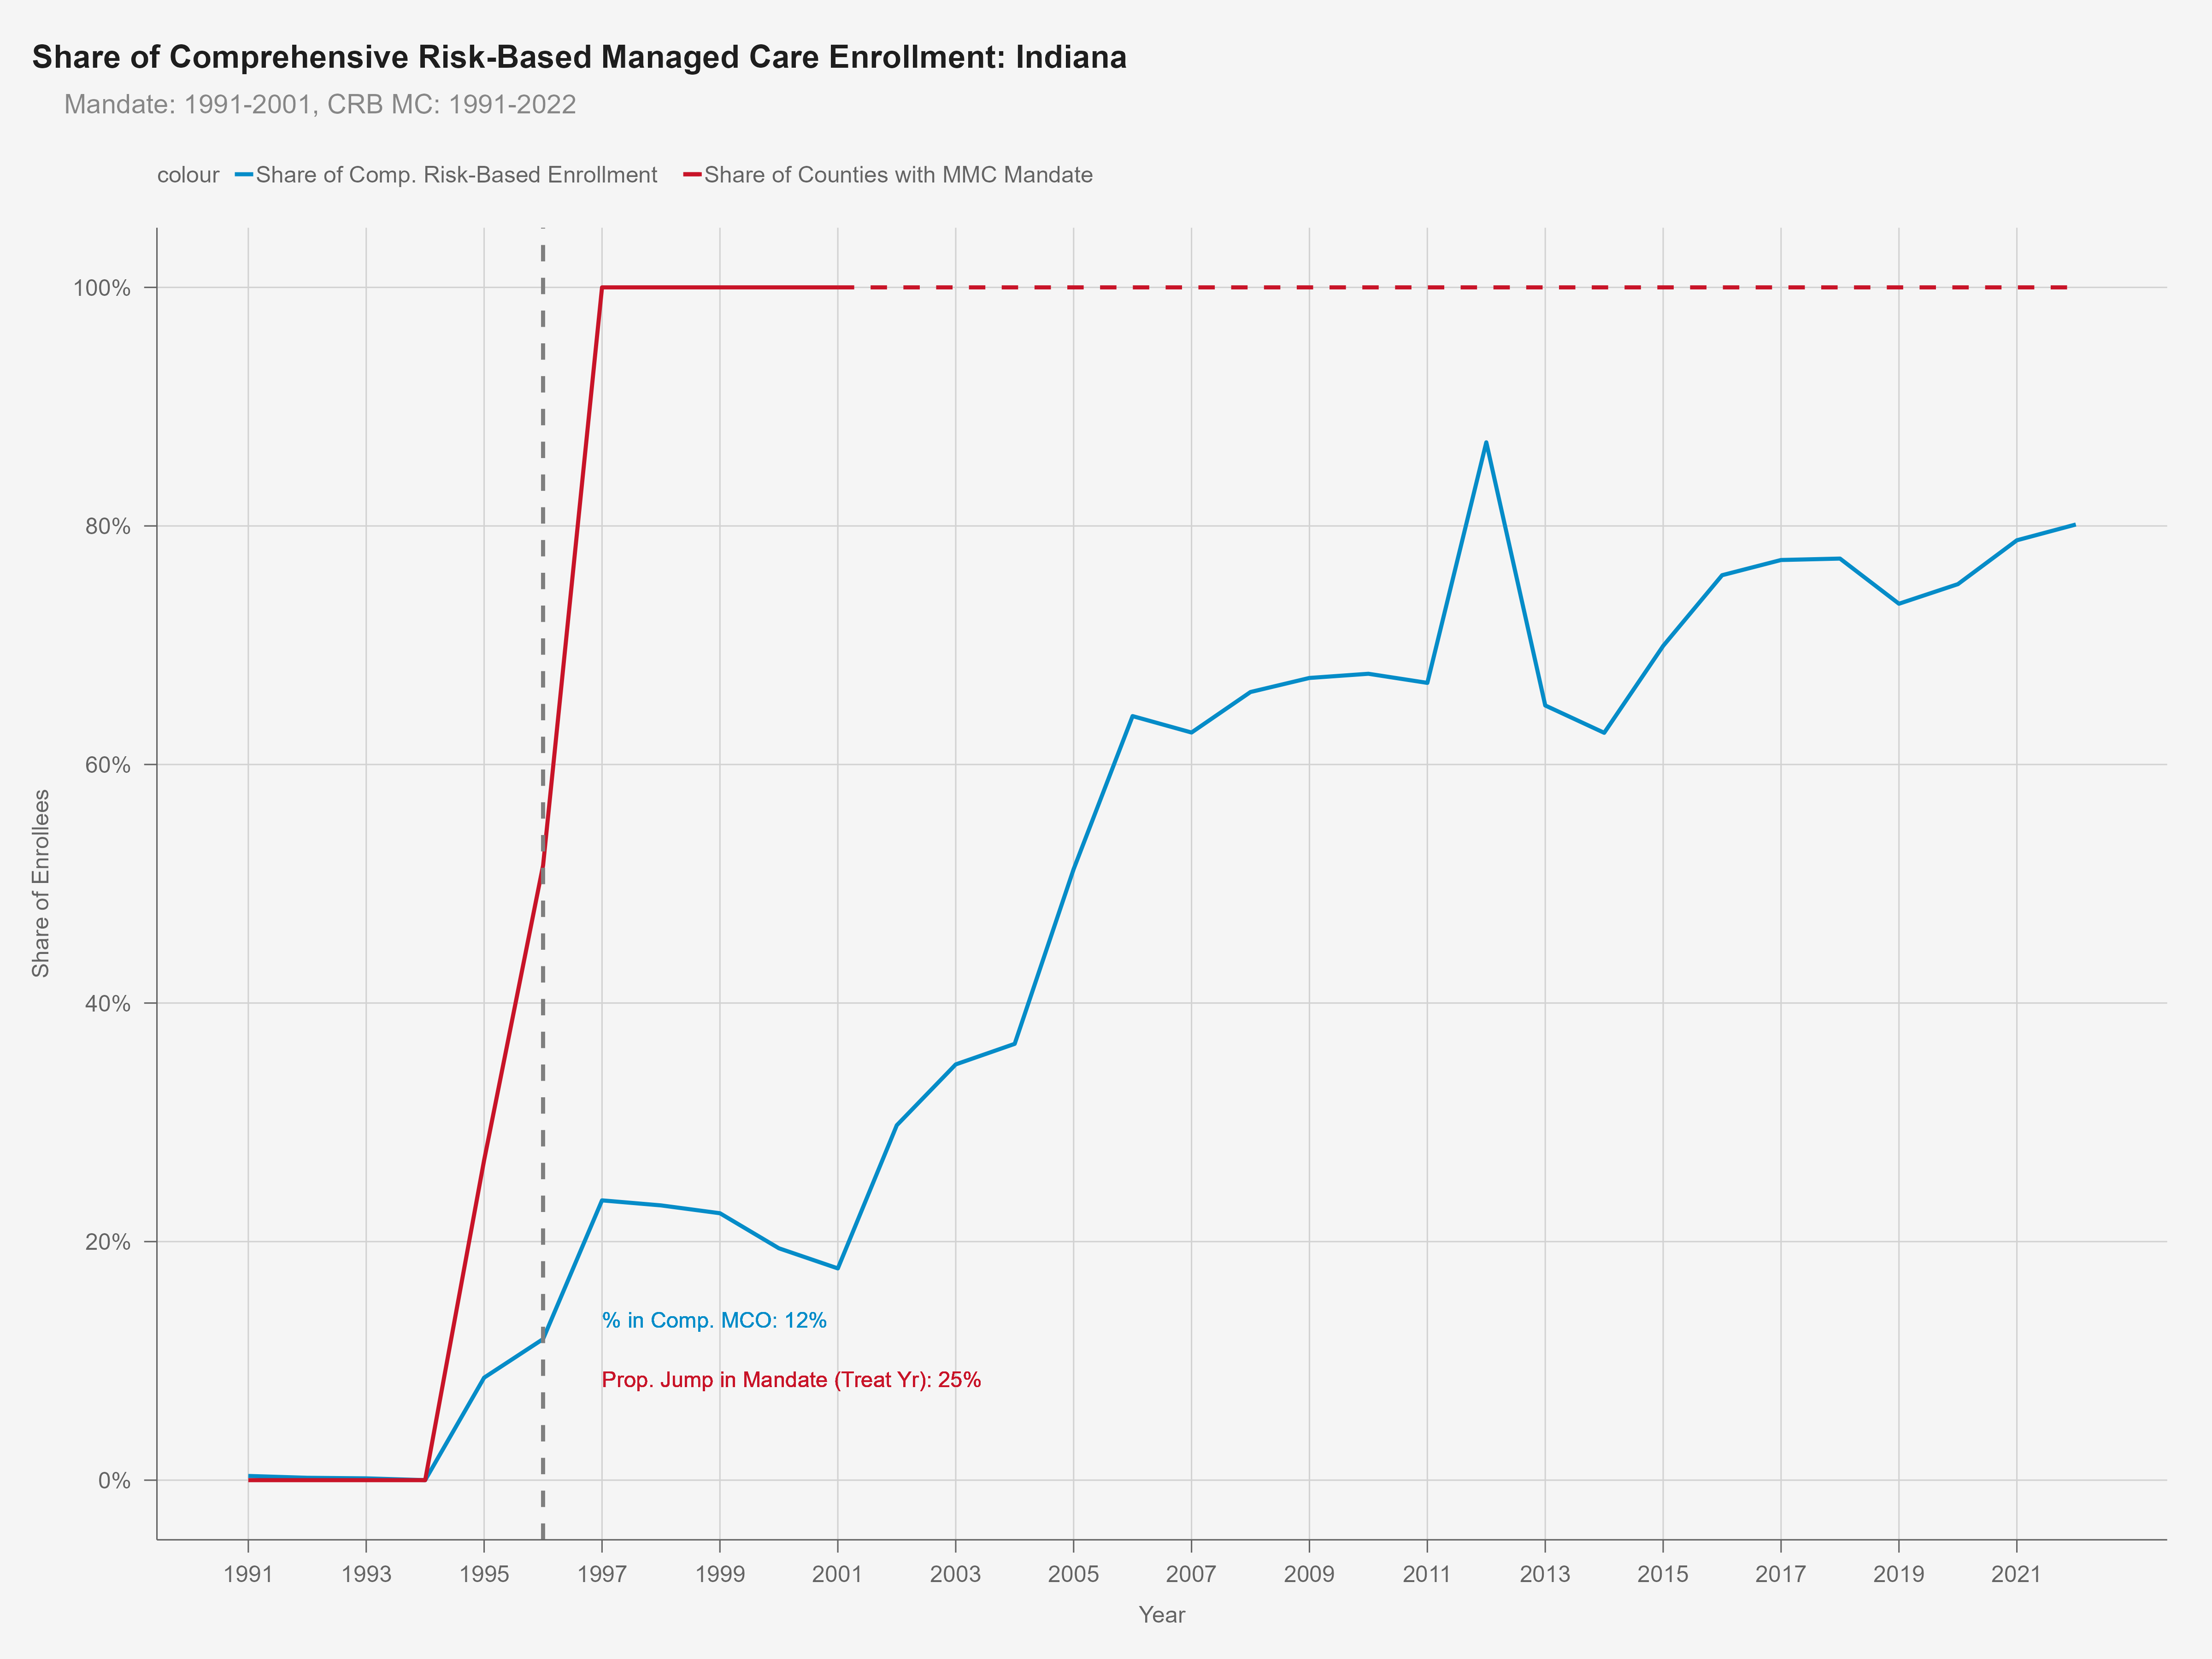 Share of Comprehensive Risk-Based Managed Care Enrollment: Indiana
Mandate: 1991-2001, CRB MC: 1991-2022
colour Share of Comp. Risk-Based Enrollment Share of Counties with MMC Mandate
100%
80%
60%
40%
20%
0%
Share of Enrollees
% in Comp. MCO: 12%
Prop. Jump in Mandate (Treat Yr): 25%
1991 1993 1995 1997 1999 2001 2003 2005 2007 2009 2011 2013 2015 2017 2019 2021
Year